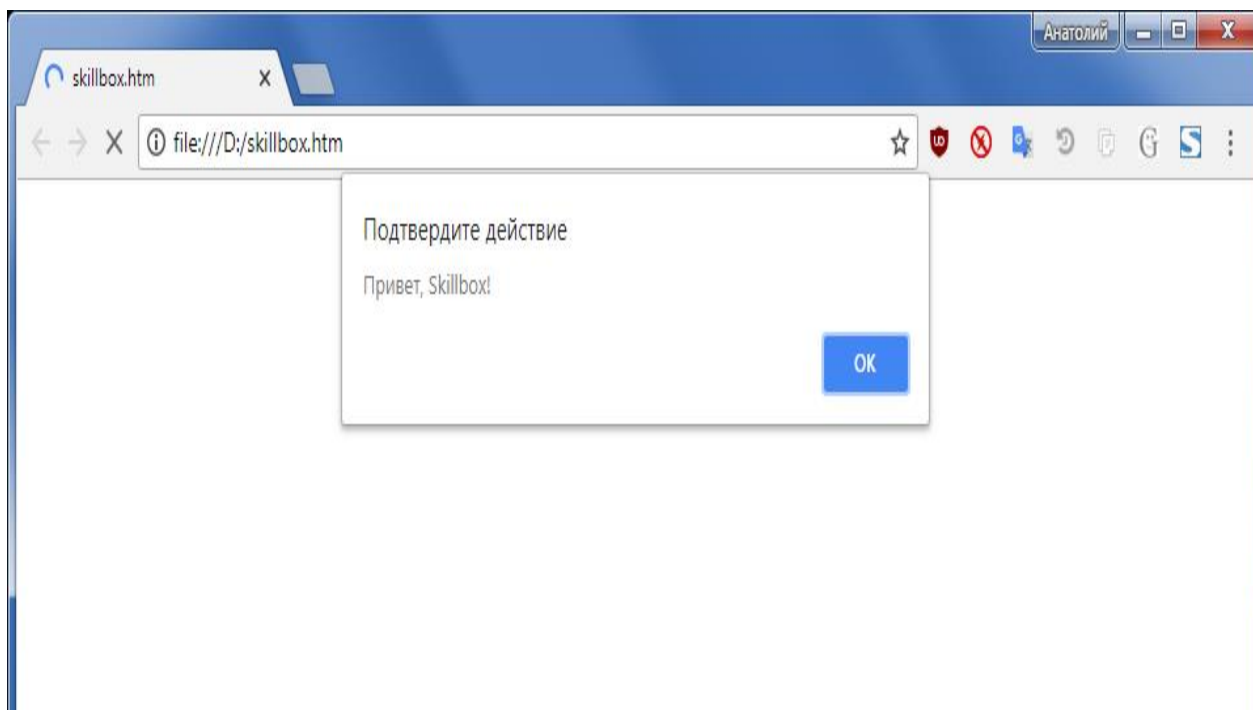 Анатолий
skillbox.htm
file:///D:/skillbox.htm
Подтвердите действие
Привет, Skillbox!
OK